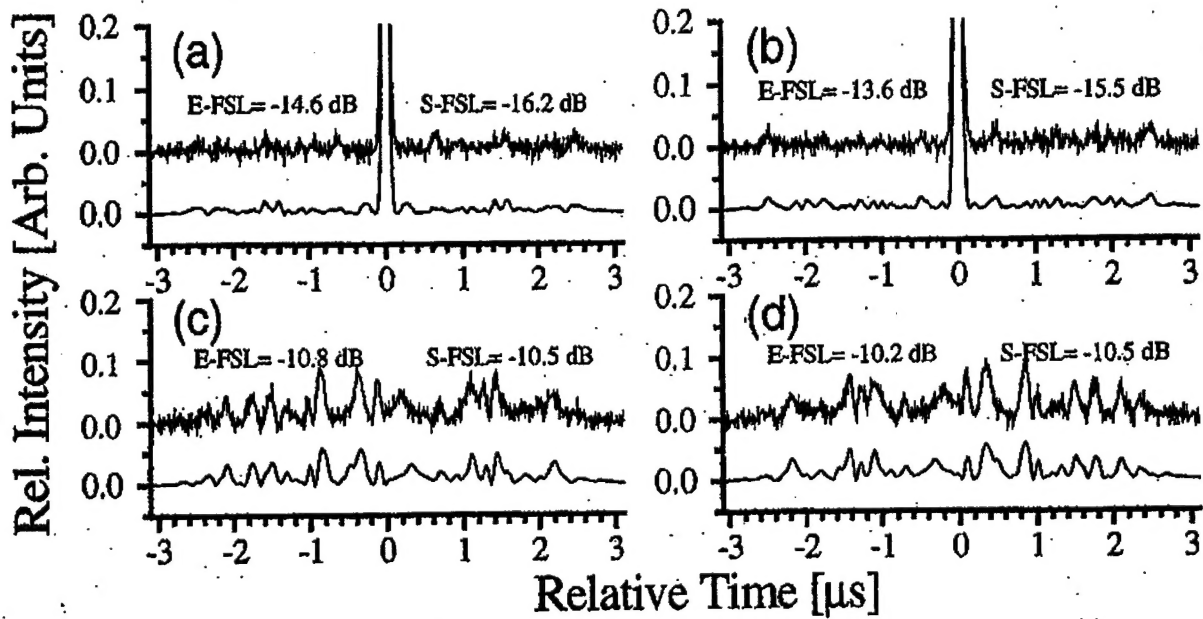 Rel. Intensity [Arb. Units]
0.2
0.1
0.0
0.0
(a)
E-FSL= -14.6 dB
S-FSL= -16.2 dB
-3 -2 -1 0 1 2 3
0.2
0.1
0.0
0.0
(b)
E-FSL= -13.6 dB
S-FSL= -15.5 dB
-3 -2 -1 0 1 2 3
0.2
0.1
0.0
0.0
(c)
E-FSL= -10.8 dB
S-FSL= -10.5 dB
-3 -2 -1 0 1 2 3
0.2
0.1
0.0
0.0
(d)
E-FSL= -10.2 dB
S-FSL= -10.5 dB
-3 -2 -1 0 1 2 3
Relative Time [μs]